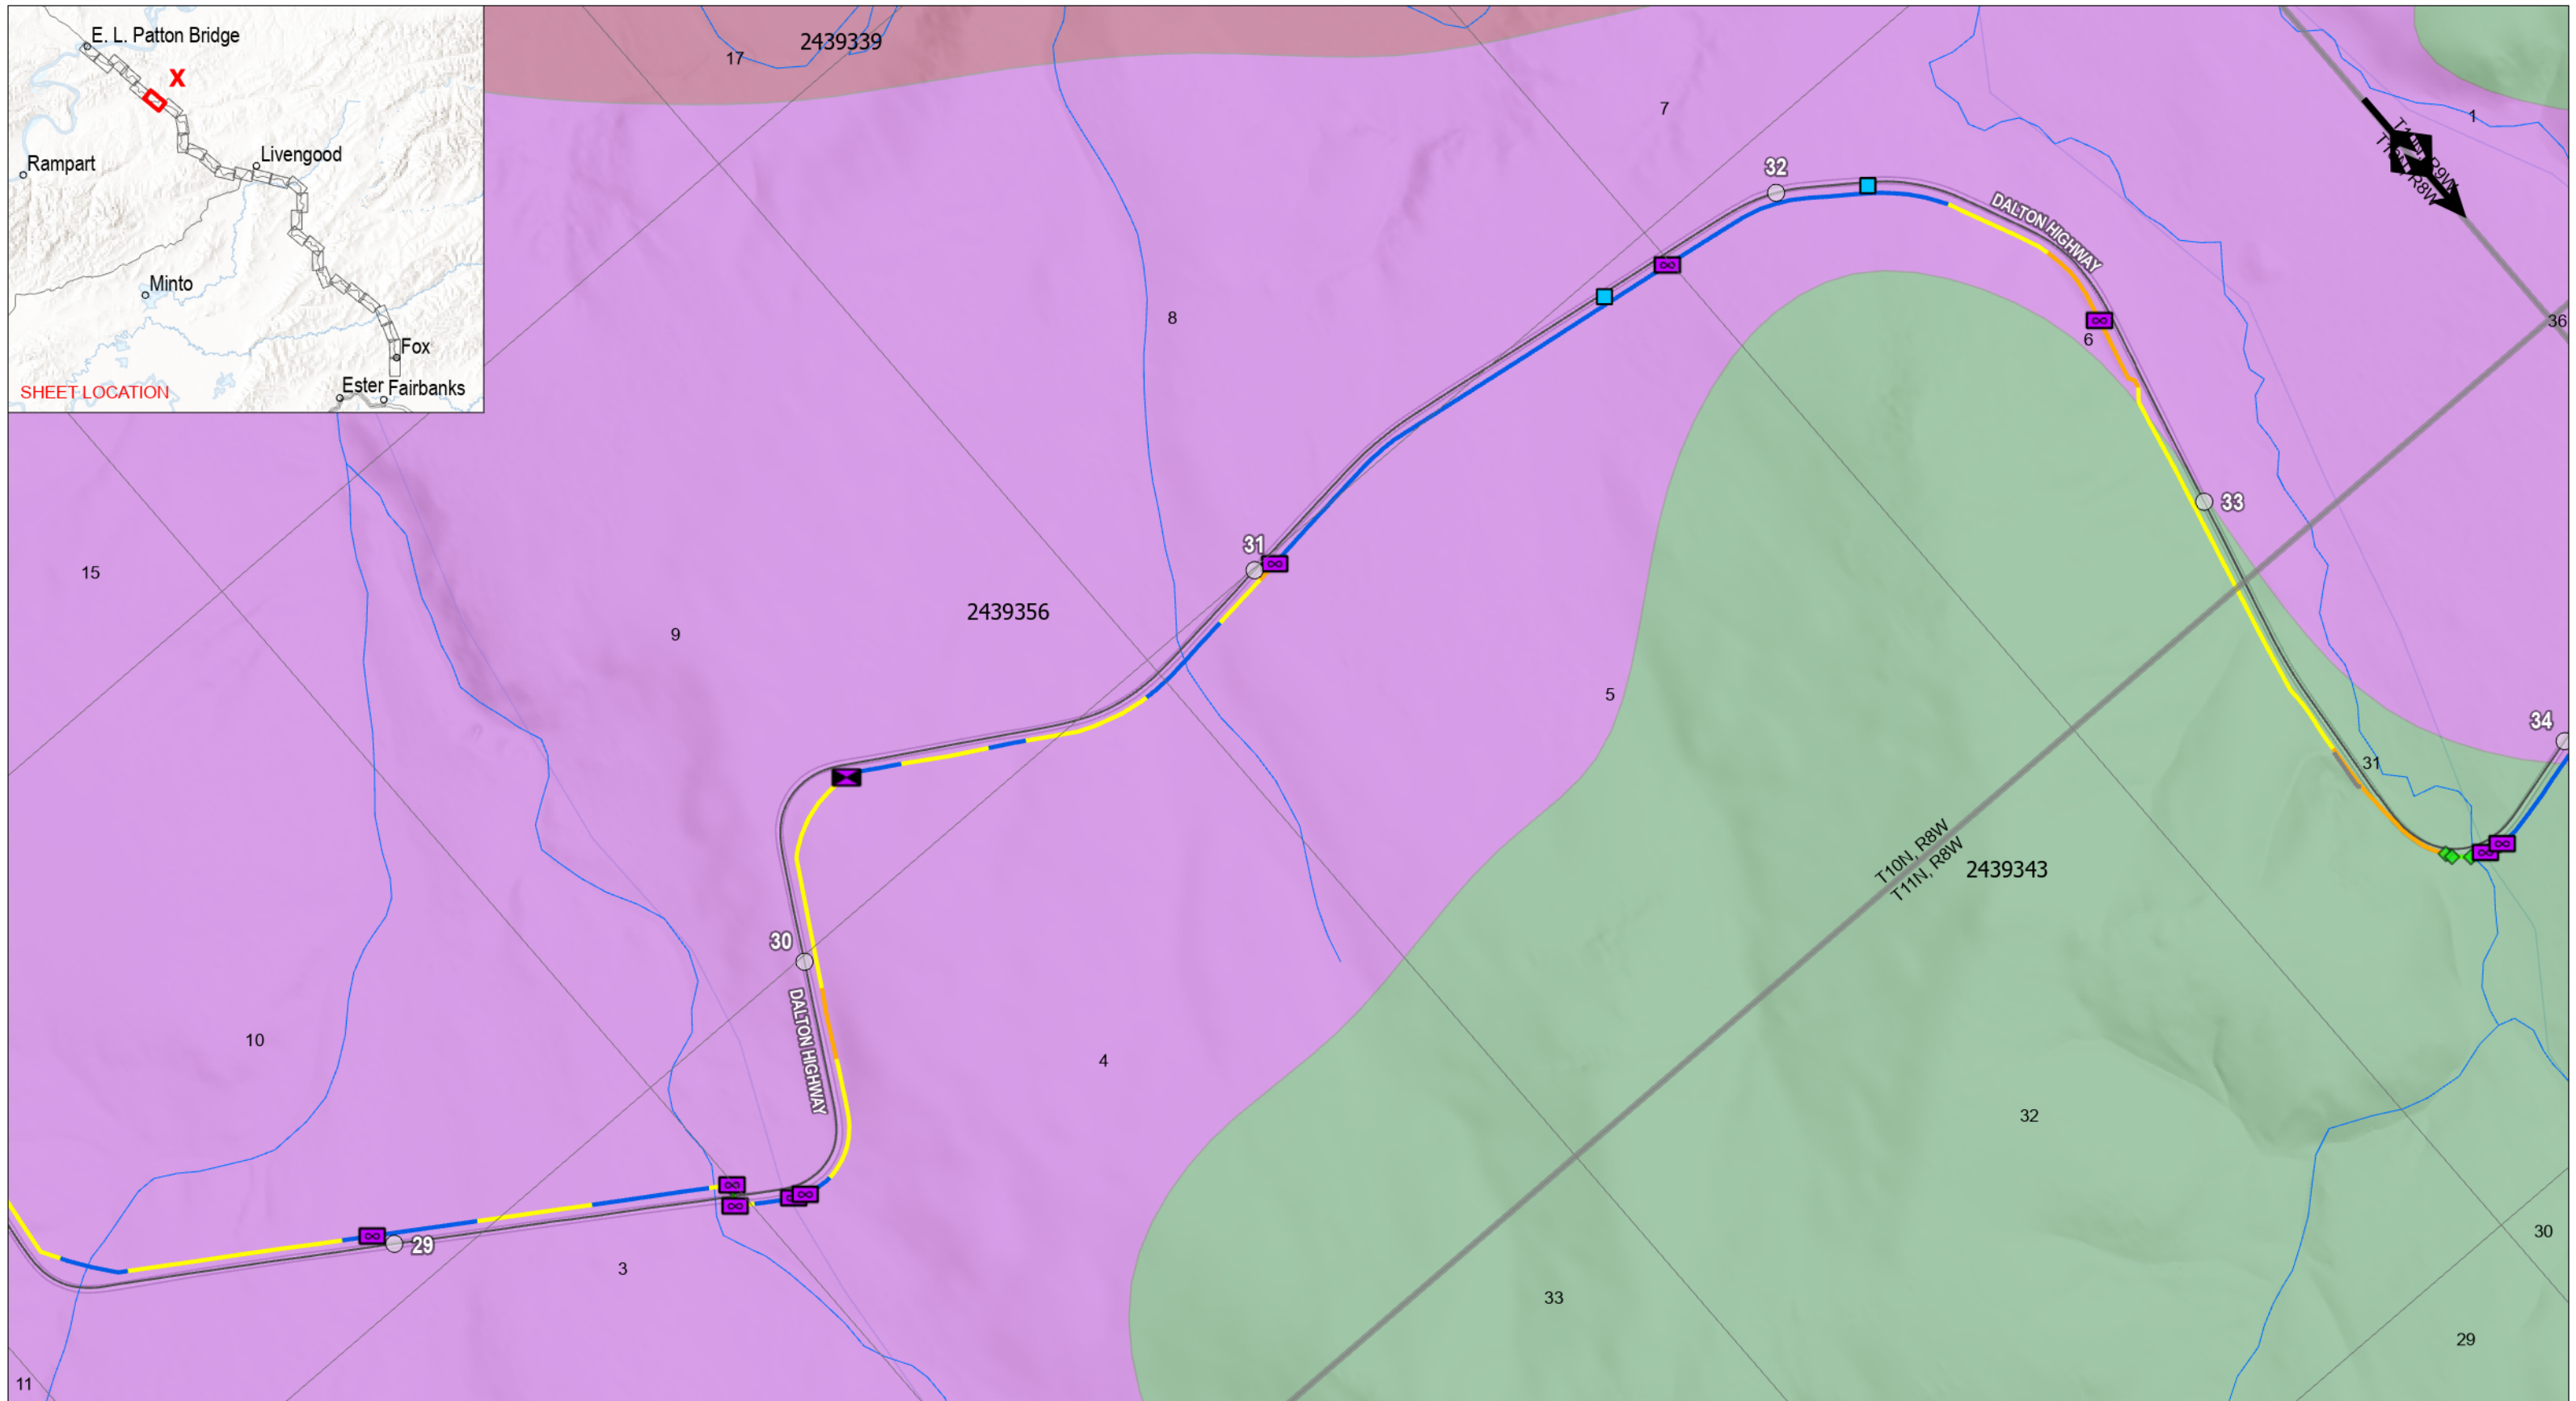 E. L. Patton Bridge
X
Rampart
Livengood
Minto
Fox
Ester
Fairbanks
SHEET LOCATION
17
2439339
7
1
32
DALTON HIGHWAY
8
6
36
33
31
15
9
2439356
5
34
31
T10N, R8W
T11N, R8W
2439343
30
DALTON HIGHWAY
10
4
32
30
29
3
33
29
11